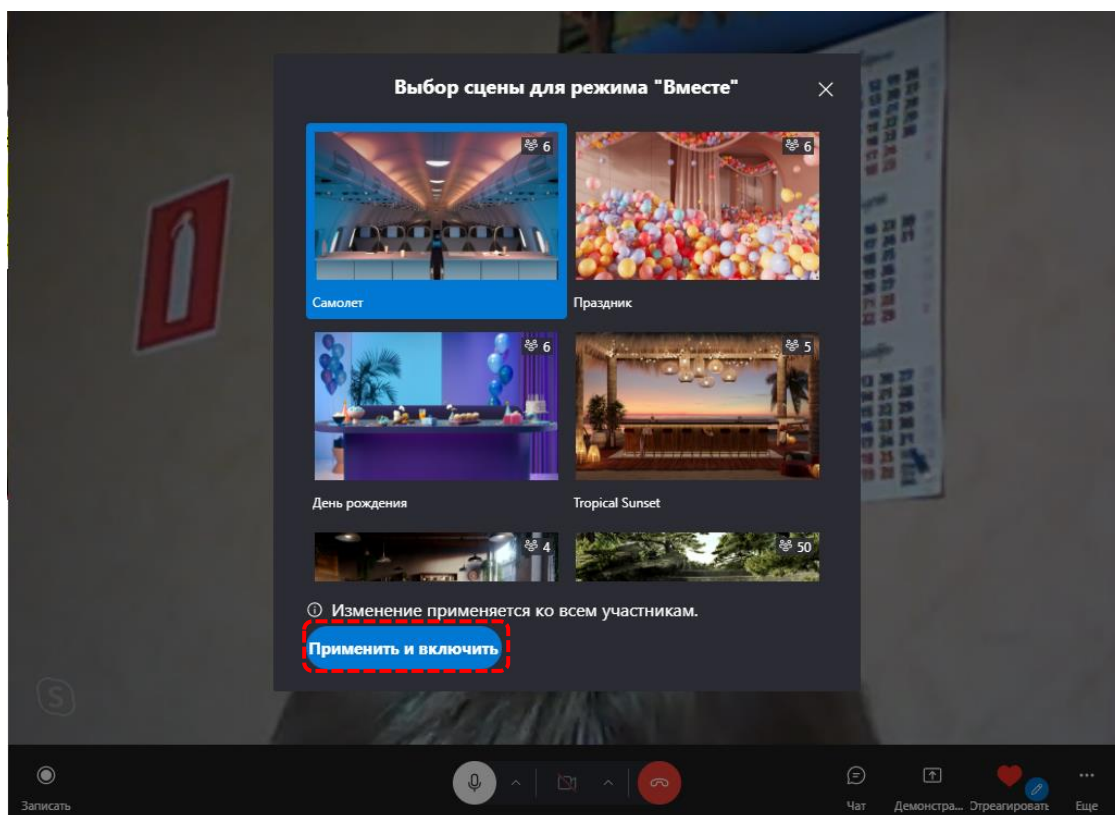 Выбор сцены для режима "Вместе"
6
6
Самолет
Праздник
6
5
День рождения
Tropical Sunset
4
50
Изменение применяется ко всем участникам.
Применить и включить
S
Записать
Чат
Демонстра...
Отреагировать
Еще